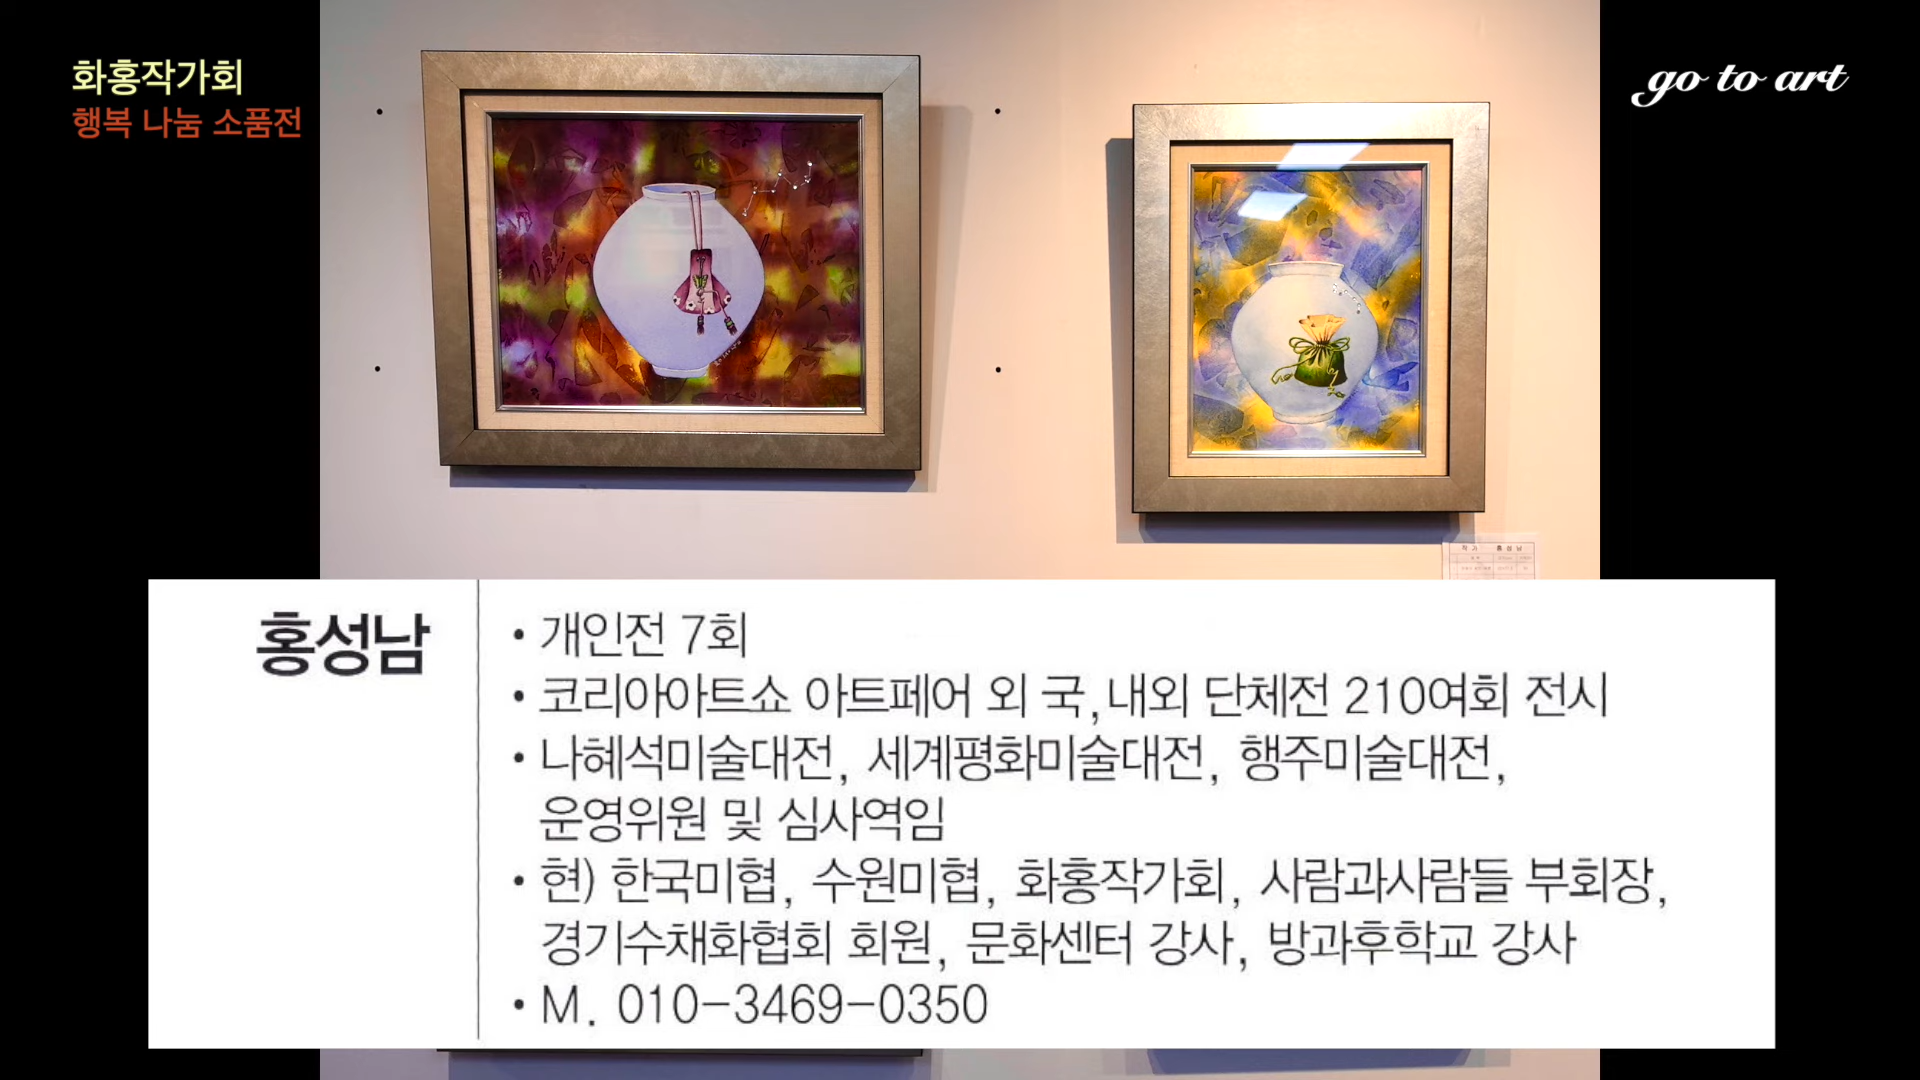 화홍작가회
행복 나눔 소품전
go to art
작 가 홍 성 남
홍성남
• 개인전 7회
• 코리아아트쇼 아트페어 외 국,내외 단체전 210여회 전시
• 나혜석미술대전, 세계평화미술대전, 행주미술대전,
운영위원 및 심사역임
• 현) 한국미협, 수원미협, 화홍작가회, 사람과사람들 부회장,
경기수채화협회 회원, 문화센터 강사, 방과후학교 강사
• M. 010-3469-0350